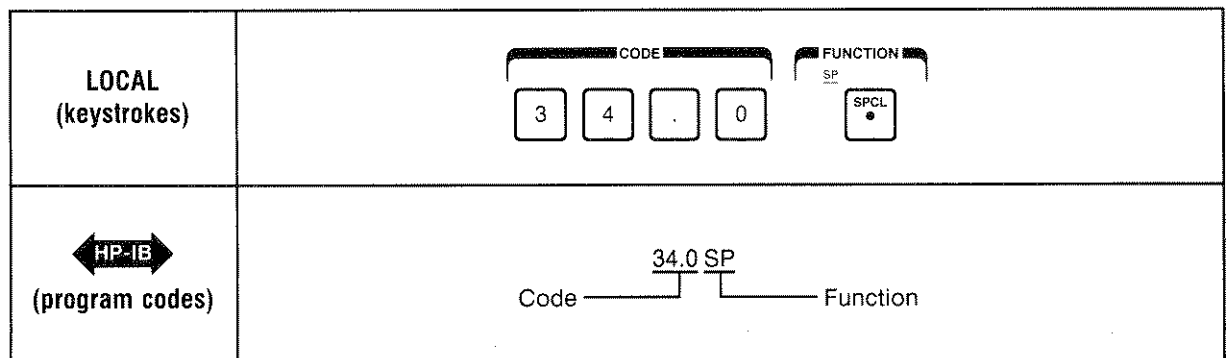 LOCAL
(keystrokes)
CODE
FUNCTION
SP
3 4 . 0
SPCL
HP-IB
(program codes)
34.0 SP
Code
Function